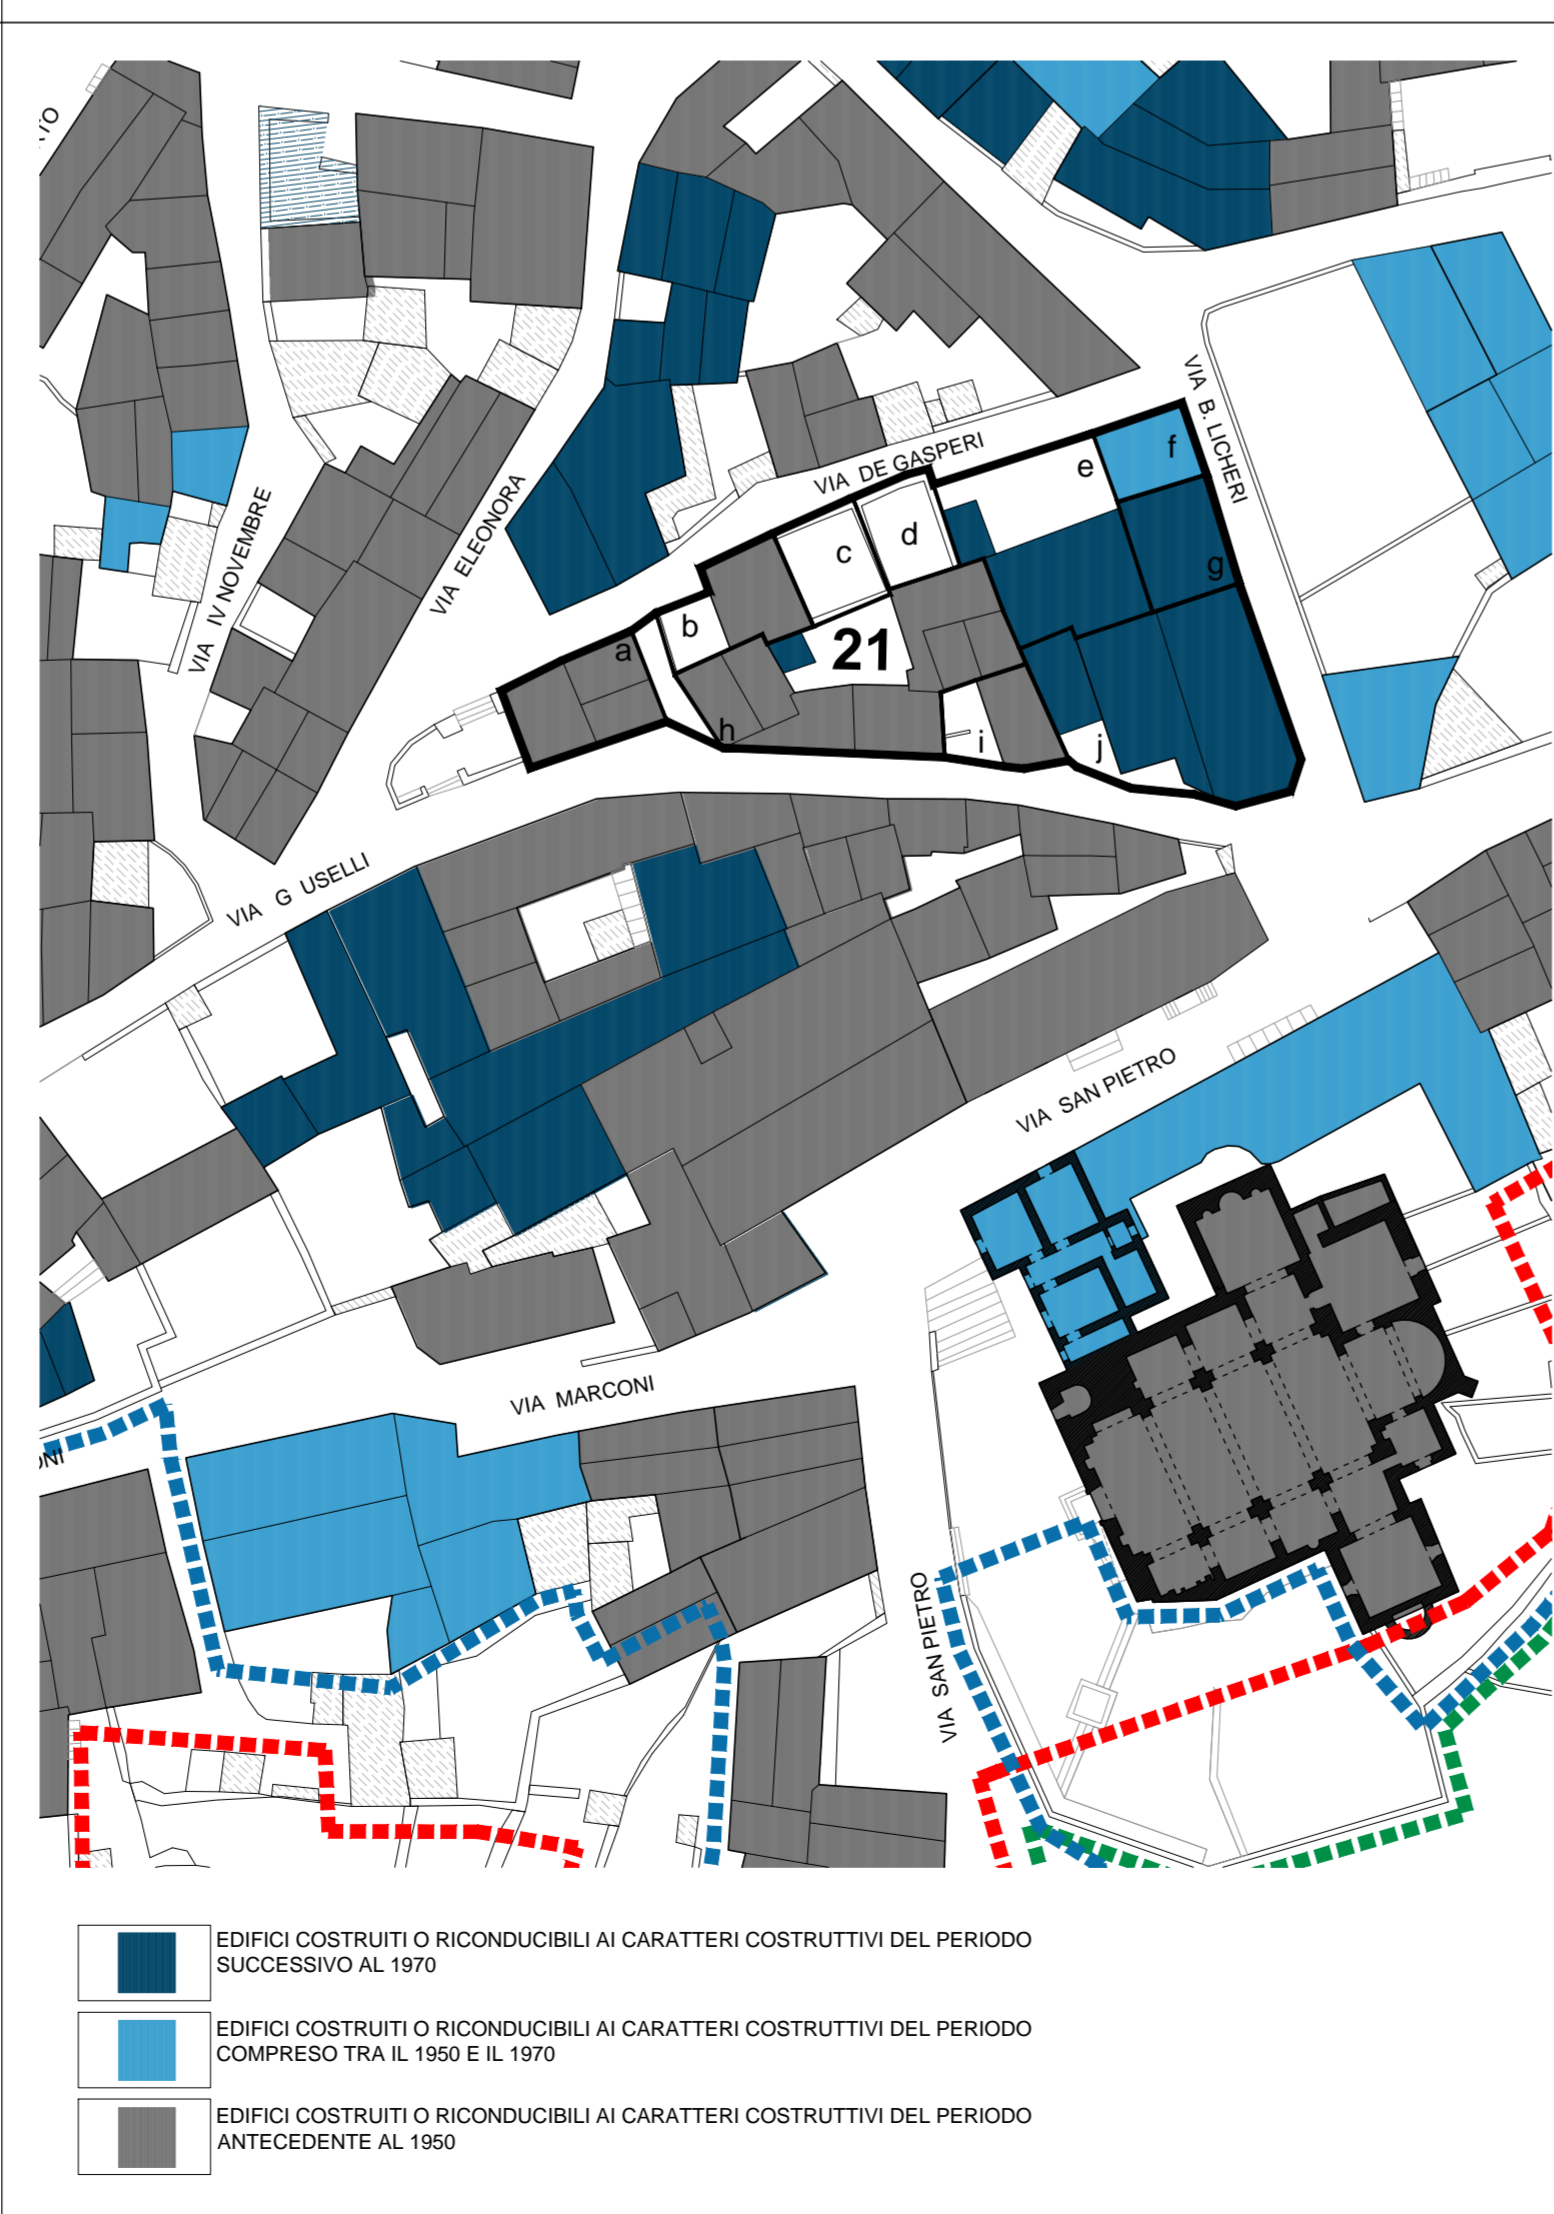 VIA B. LICHERI
VIA DE GASPERI
e
f
c
d
g
b
a
21
h
i
j
VIA IV NOVEMBRE
VIA ELEONORA
VIA G USELLI
VIA SAN PIETRO
VIA MARCONI
VIA SAN PIETRO
EDIFICI COSTRUITI O RICONDUCIBILI AI CARATTERI COSTRUTTIVI DEL PERIODO
SUCCESSIVO AL 1970
EDIFICI COSTRUITI O RICONDUCIBILI AI CARATTERI COSTRUTTIVI DEL PERIODO
COMPRESO TRA IL 1950 E IL 1970
EDIFICI COSTRUITI O RICONDUCIBILI AI CARATTERI COSTRUTTIVI DEL PERIODO
ANTECEDENTE AL 1950